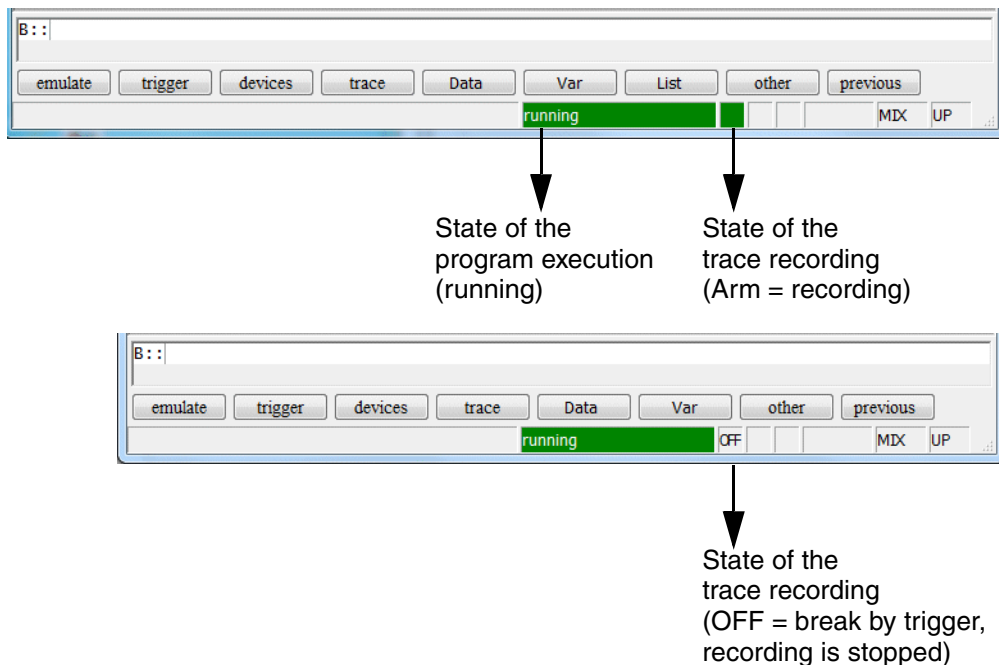 B::
emulate trigger devices trace Data Var List other previous
running MIX UP
State of the
program execution
(running)
State of the
trace recording
(Arm = recording)
B::
emulate trigger devices trace Data Var other previous
running OFF MIX UP
State of the
trace recording
(OFF = break by trigger,
recording is stopped)